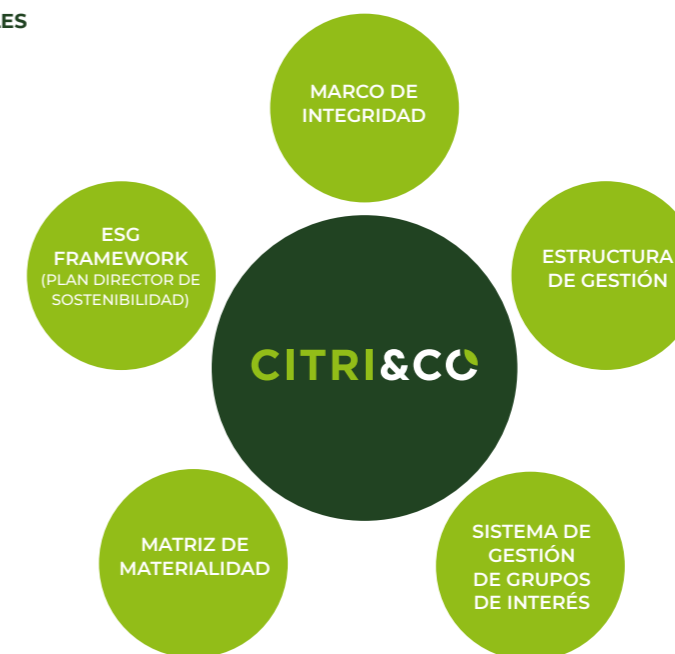 MARCO DE
INTEGRIDAD
ESG
FRAMEWORK
(PLAN DIRECTOR DE
SOSTENIBILIDAD)
ESTRUCTURA
DE GESTIÓN
CITRI&CO
MATRIZ DE
MATERIALIDAD
SISTEMA DE
GESTIÓN
DE GRUPOS
DE INTERÉS